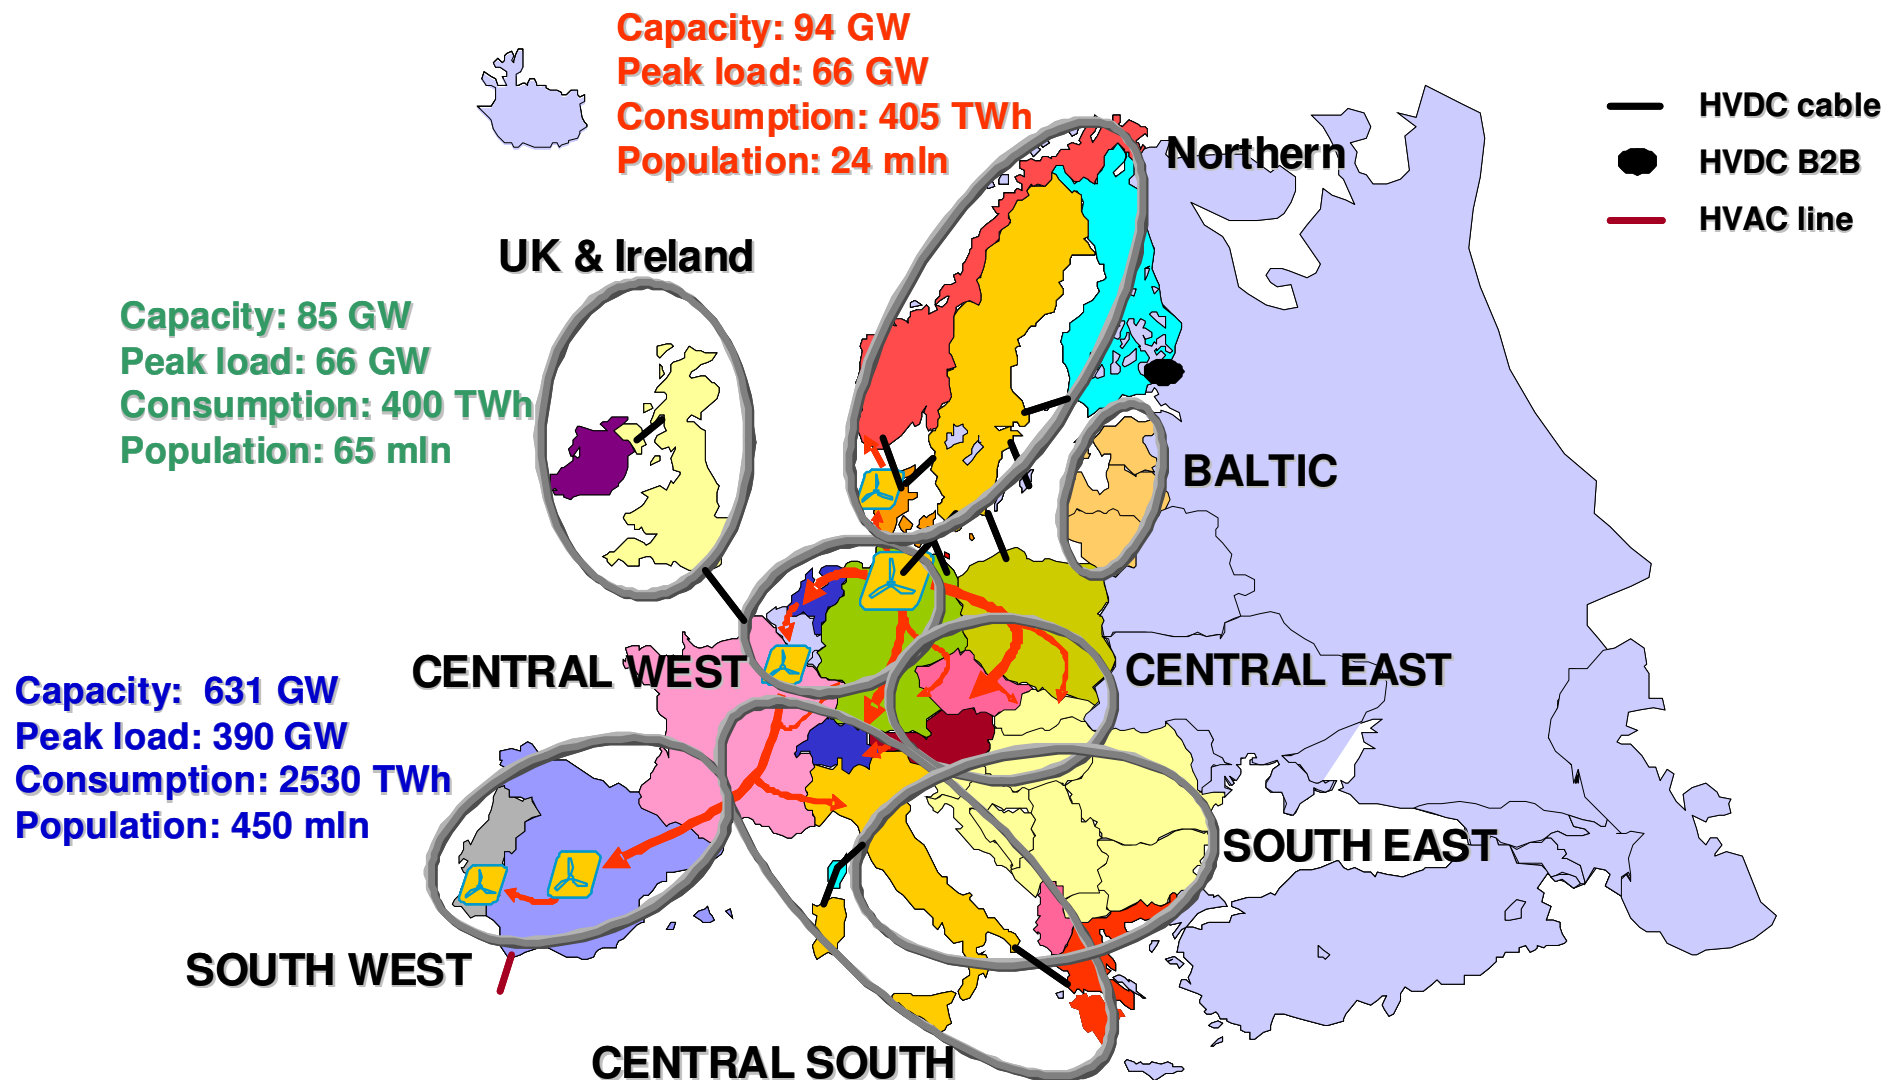 Capacity: 94 GW
Peak load: 66 GW
Consumption: 405 TWh
Population: 24 mln
HVDC cable
HVDC B2B
HVAC line
Northern
UK & Ireland
Capacity: 85 GW
Peak load: 66 GW
Consumption: 400 TWh
Population: 65 mln
BALTIC
CENTRAL WEST
CENTRAL EAST
Capacity:  631 GW
Peak load: 390 GW
Consumption: 2530 TWh
Population: 450 mln
SOUTH EAST
SOUTH WEST
CENTRAL SOUTH